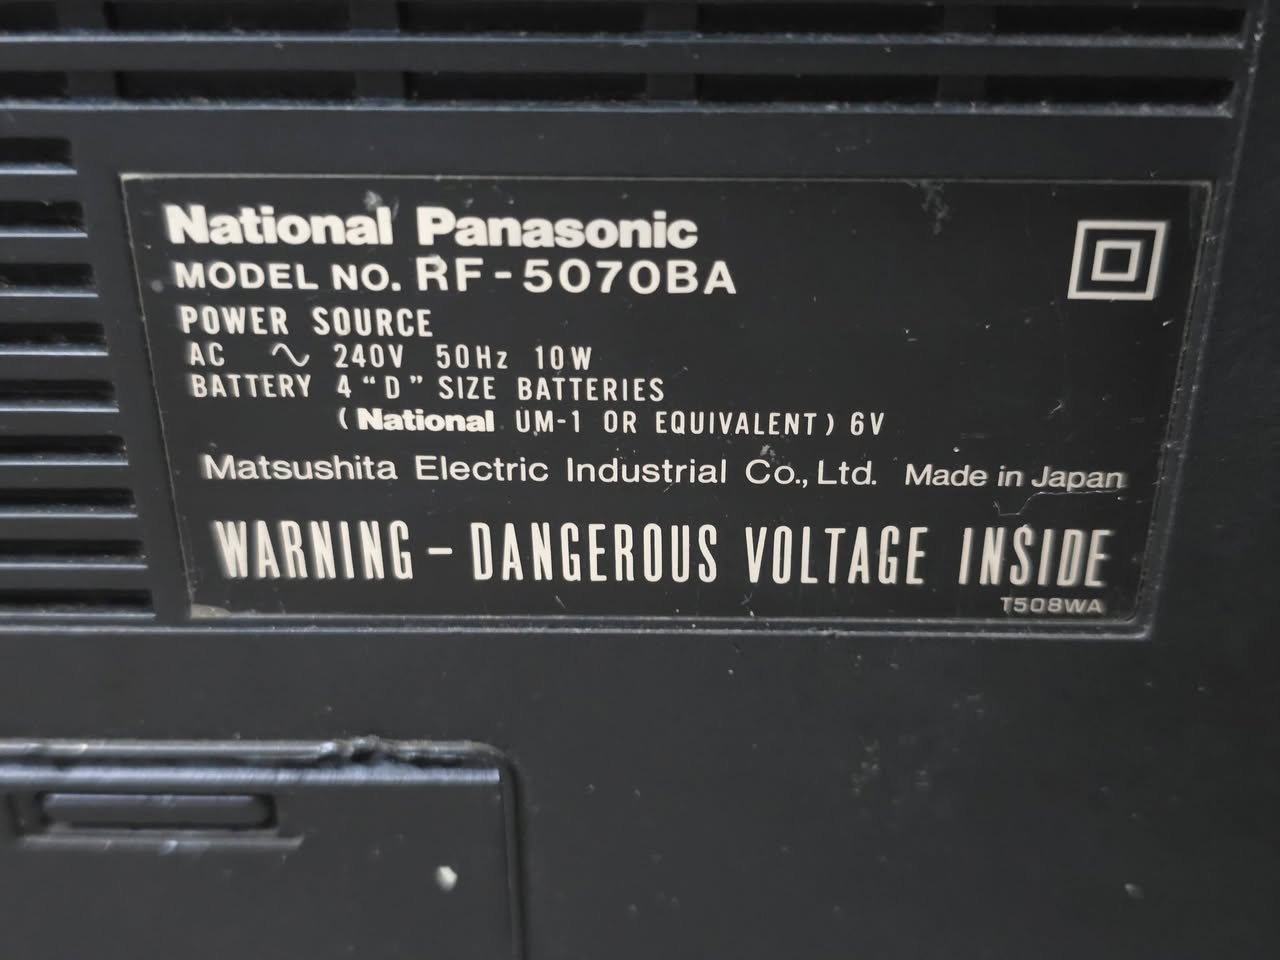 National Panasonic
MODEL NO. RF-5070BA
POWER SOURCE
AC ∿ 240V 50Hz 10W
BATTERY 4 "D" SIZE BATTERIES
(National UM-1 OR EQUIVALENT) 6V
Matsushita Electric Industrial Co., Ltd. Made in Japan
WARNING - DANGEROUS VOLTAGE INSIDE
T508WA